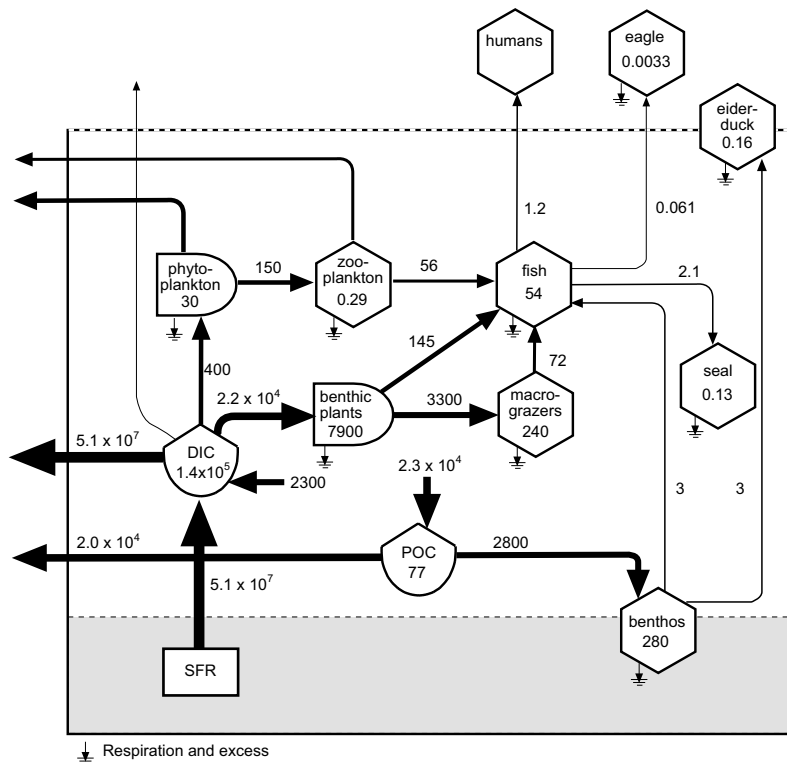 humans
eagle
0.0033
eider-
duck
0.16
1.2
0.061
phyto-
plankton
30
150
zoo-
plankton
0.29
56
fish
54
2.1
145
72
seal
0.13
400
2.2 x 10⁴
benthic
plants
7900
3300
macro-
grazers
240
5.1 x 10⁷
DIC
1.4x10⁵
2300
2.3 x 10⁴
3
3
2.0 x 10⁴
POC
77
2800
5.1 x 10⁷
benthos
280
SFR
Respiration and excess